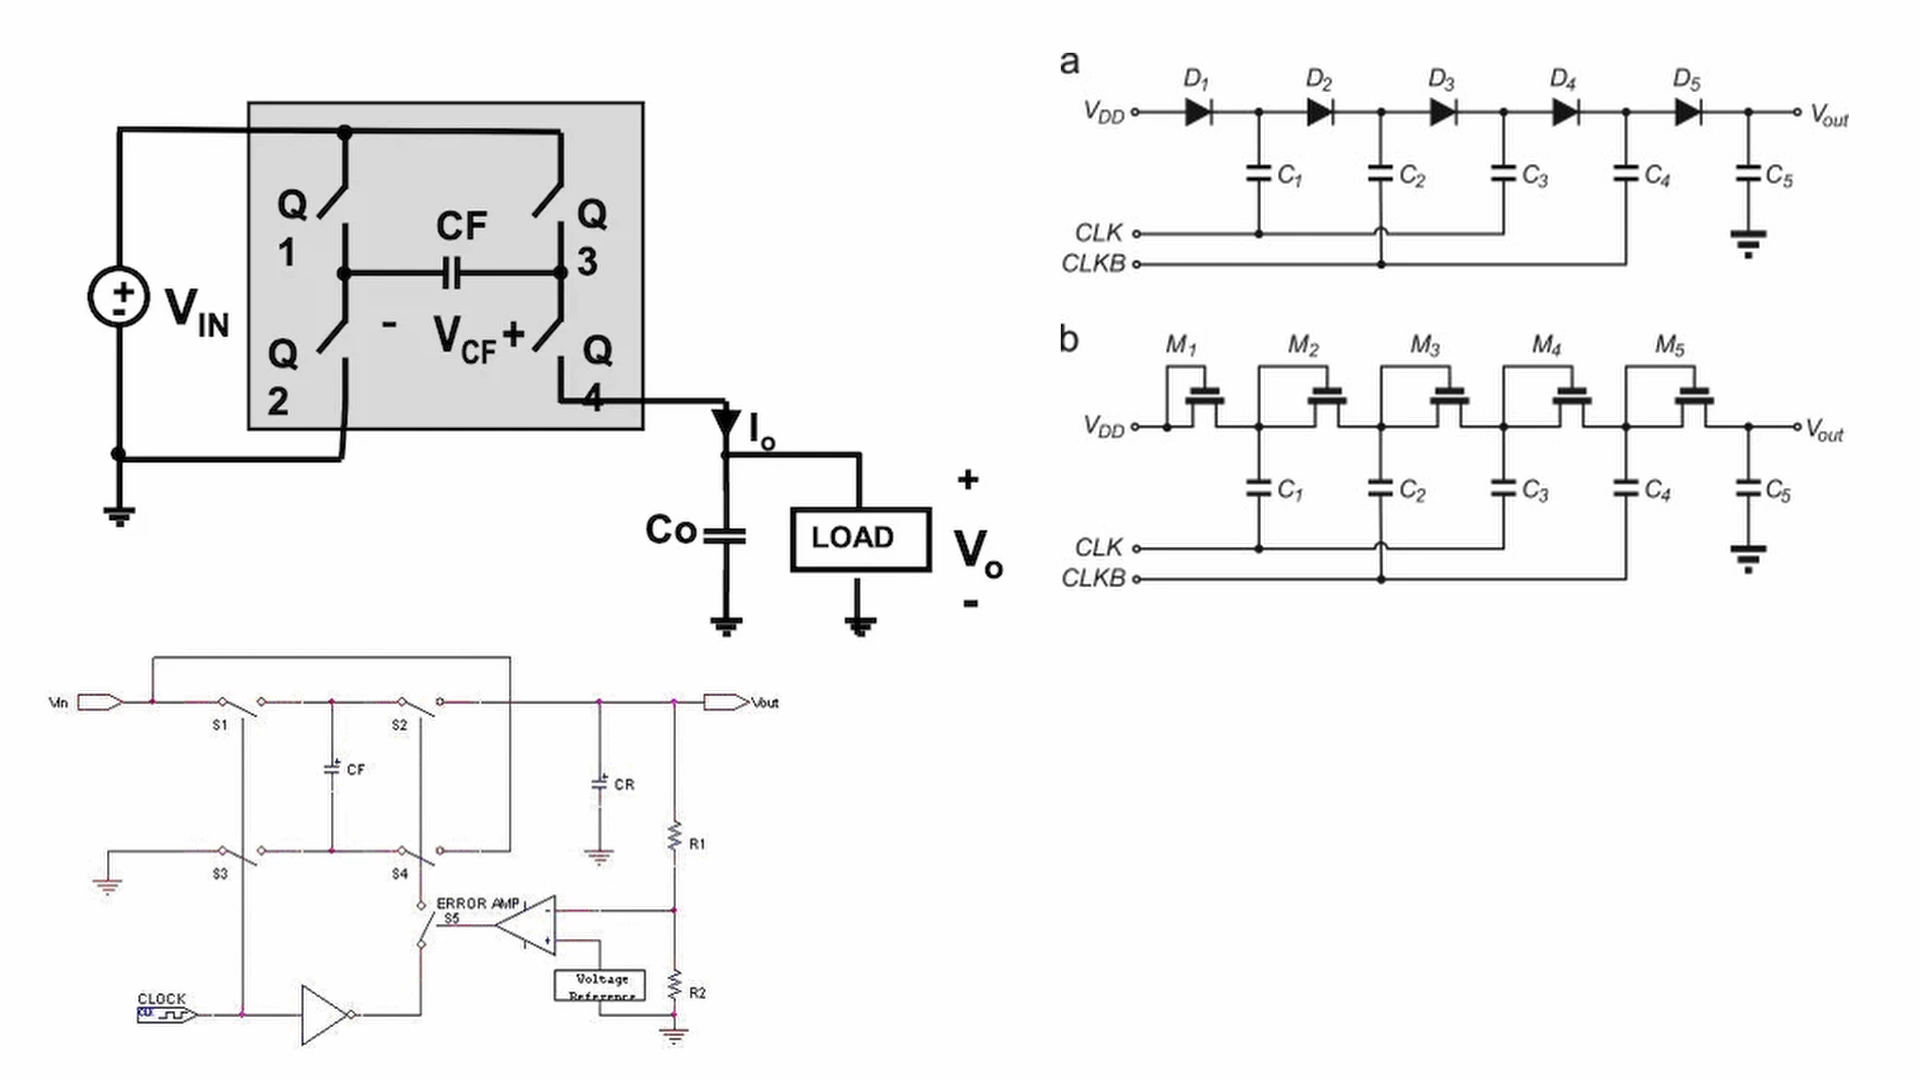 Q
1
CF
Q
3
+
-
VIN
-
VCF
+
Q
2
Q
4
Io
Co
LOAD
+
Vo
-
a
D1
D2
D3
D4
D5
VDD
Vout
C1
C2
C3
C4
C5
CLK
CLKB
b
M1
M2
M3
M4
M5
VDD
Vout
C1
C2
C3
C4
C5
CLK
CLKB
Vin
S1
S2
Vout
CF
CR
R1
S3
S4
ERROR AMP
S5
-
+
Voltage
Reference
R2
CLOCK